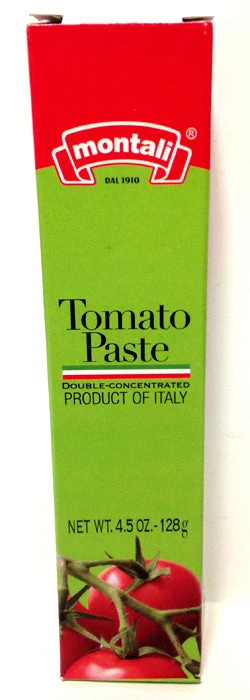 montali®
DAL 1910
Tomato
Paste
DOUBLE-CONCENTRATED
PRODUCT OF ITALY
NET WT. 4.5 OZ.-128g